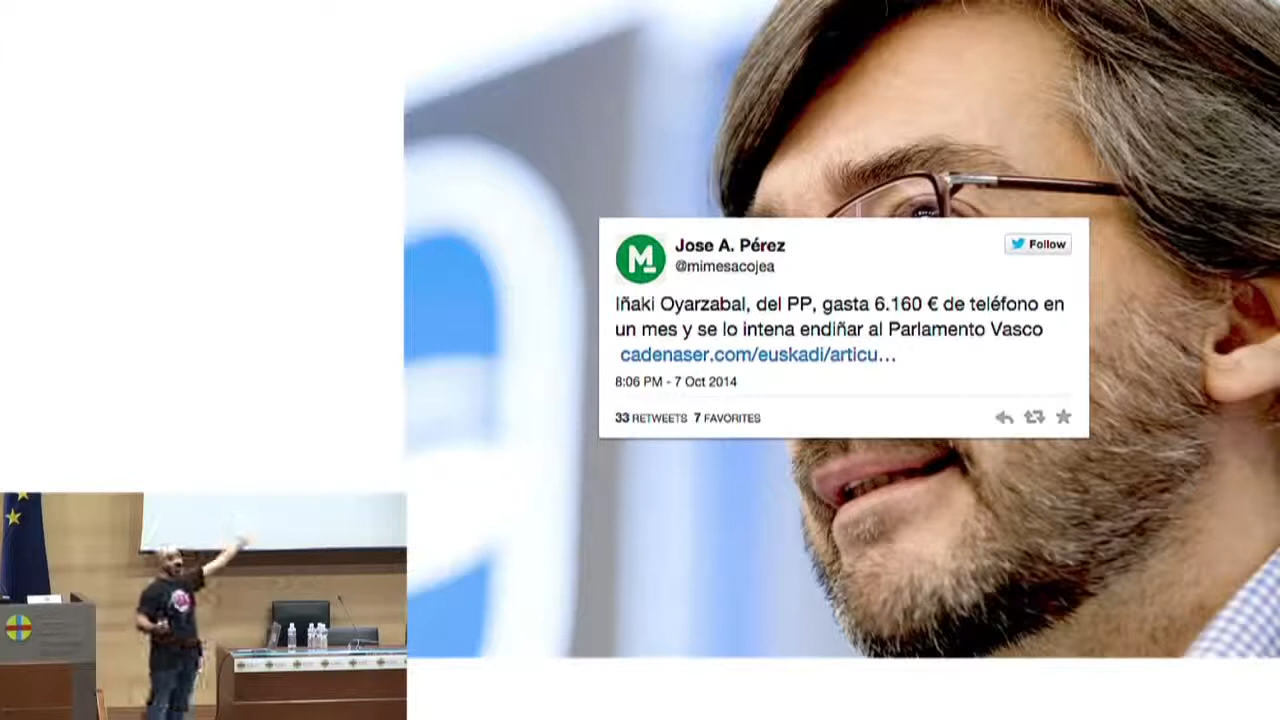 Jose A. Pérez
@mimesacojea
Follow
Iñaki Oyarzabal, del PP, gasta 6.160 € de teléfono en
un mes y se lo intena endiñar al Parlamento Vasco
cadenaser.com/euskadi/articu...
8:06 PM - 7 Oct 2014
33 RETWEETS 7 FAVORITES